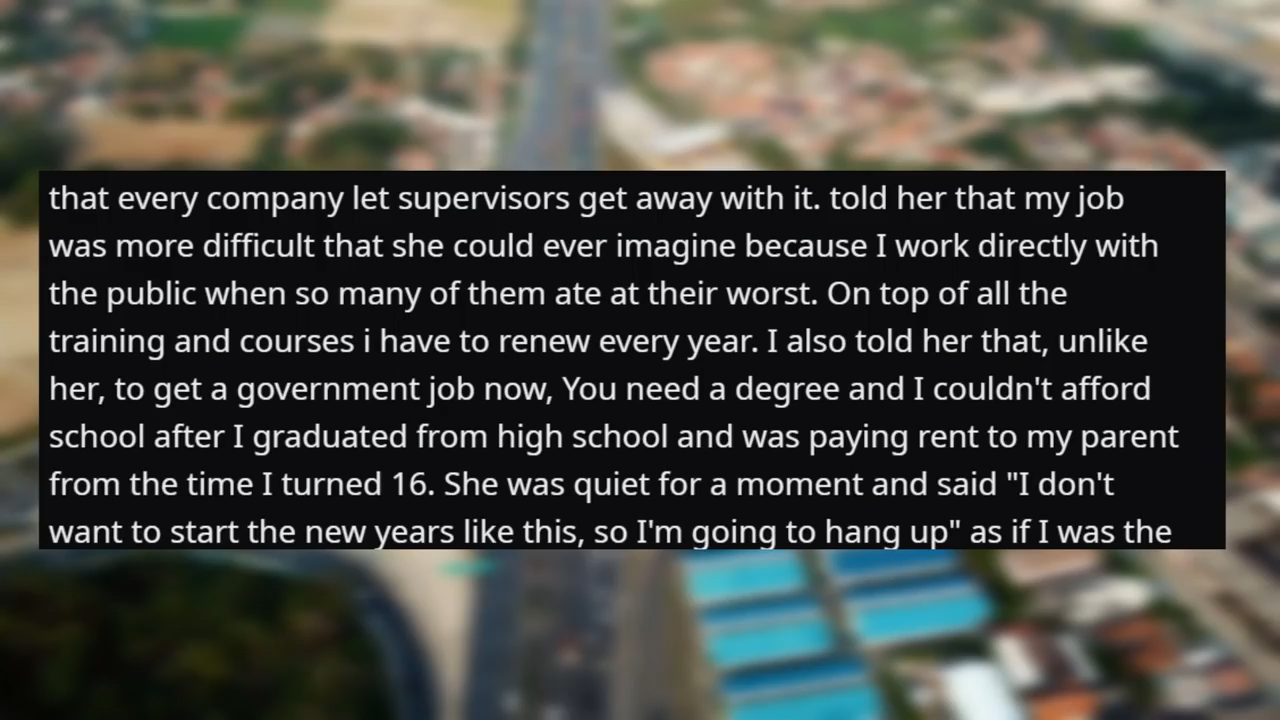 that every company let supervisors get away with it. told her that my job
was more difficult that she could ever imagine because I work directly with
the public when so many of them ate at their worst. On top of all the
training and courses i have to renew every year. I also told her that, unlike
her, to get a government job now, You need a degree and I couldn't afford
school after I graduated from high school and was paying rent to my parent
from the time I turned 16. She was quiet for a moment and said "I don't
want to start the new years like this, so I'm going to hang up" as if I was the